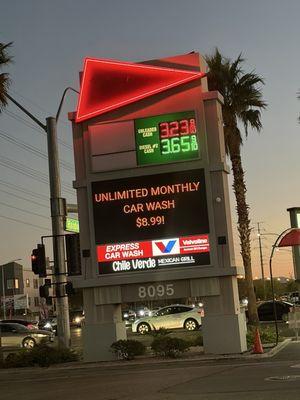 UNLEADED CASH 3.23
DIESEL #2 CASH 3.65
UNLIMITED MONTHLY
CAR WASH
$8.99!
EXPRESS
CAR WASH
Valvoline
Chile Verde MEXICAN GRILL
8095